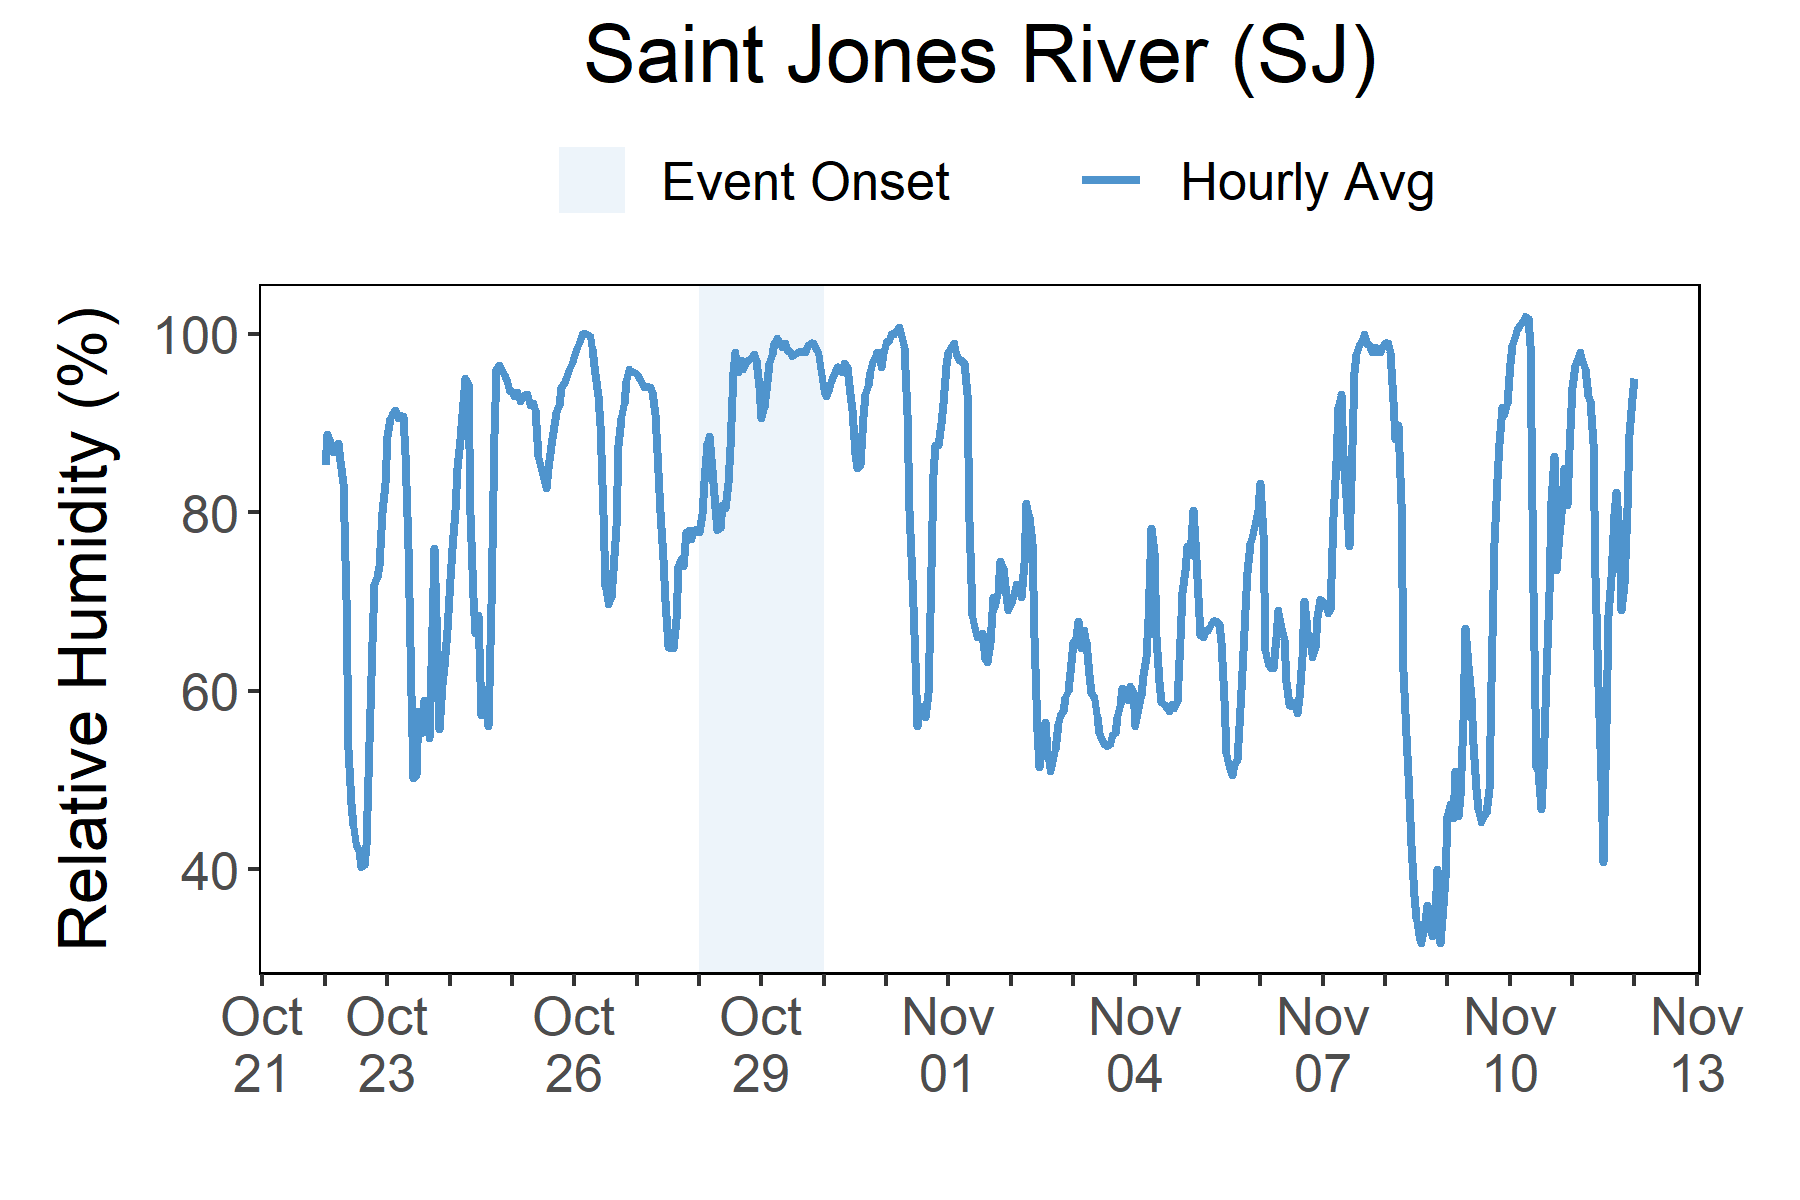 Saint Jones River (SJ)
Event Onset
Hourly Avg
Relative Humidity (%)
100
80
60
40
Oct 21
Oct 23
Oct 26
Oct 29
Nov 01
Nov 04
Nov 07
Nov 10
Nov 13